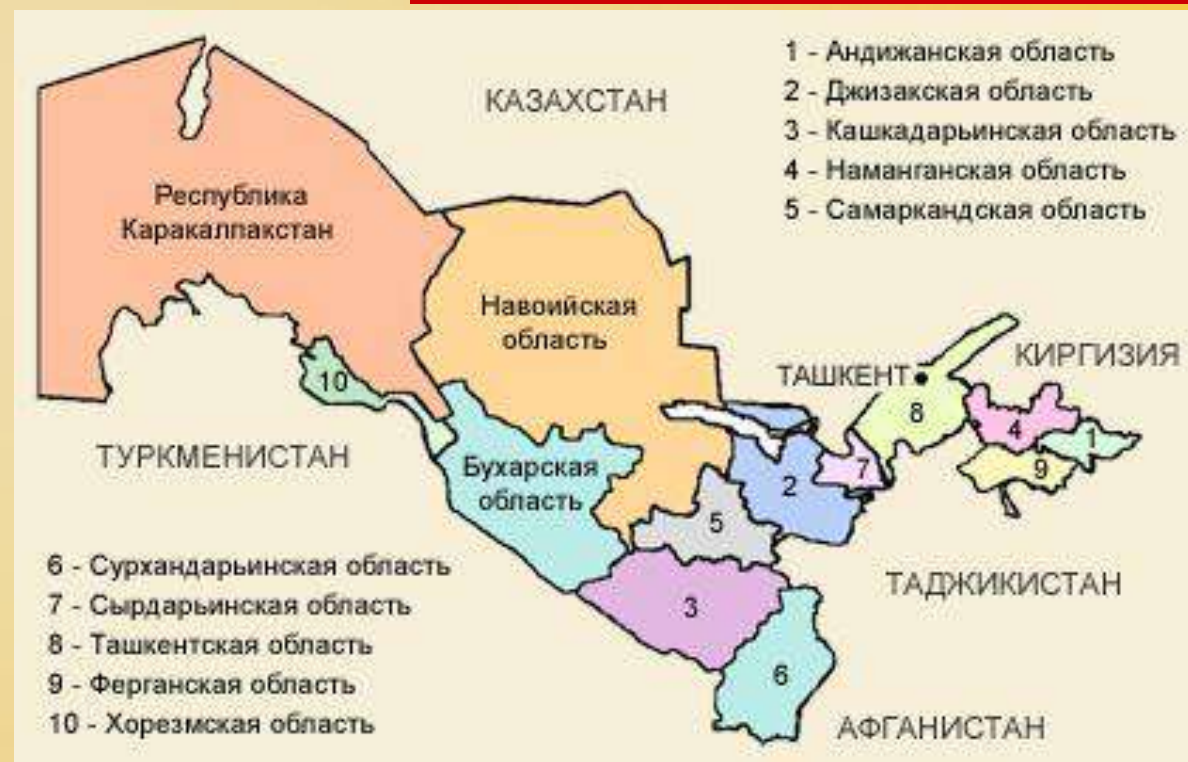 КАЗАХСТАН
1 - Андижанская область
2 - Джизакская область
3 - Кашкадарьинская область
4 - Наманганская область
5 - Самаркандская область
Республика
Каракалпакстан
Навоийская
область
КИРГИЗИЯ
ТАШКЕНТ
10
8
4
1
ТУРКМЕНИСТАН
Бухарская
область
2
7
9
5
6 - Сурхандарьинская область
7 - Сырдарьинская область
8 - Ташкентская область
9 - Ферганская область
10 - Хорезмская область
ТАДЖИКИСТАН
3
6
АФГАНИСТАН